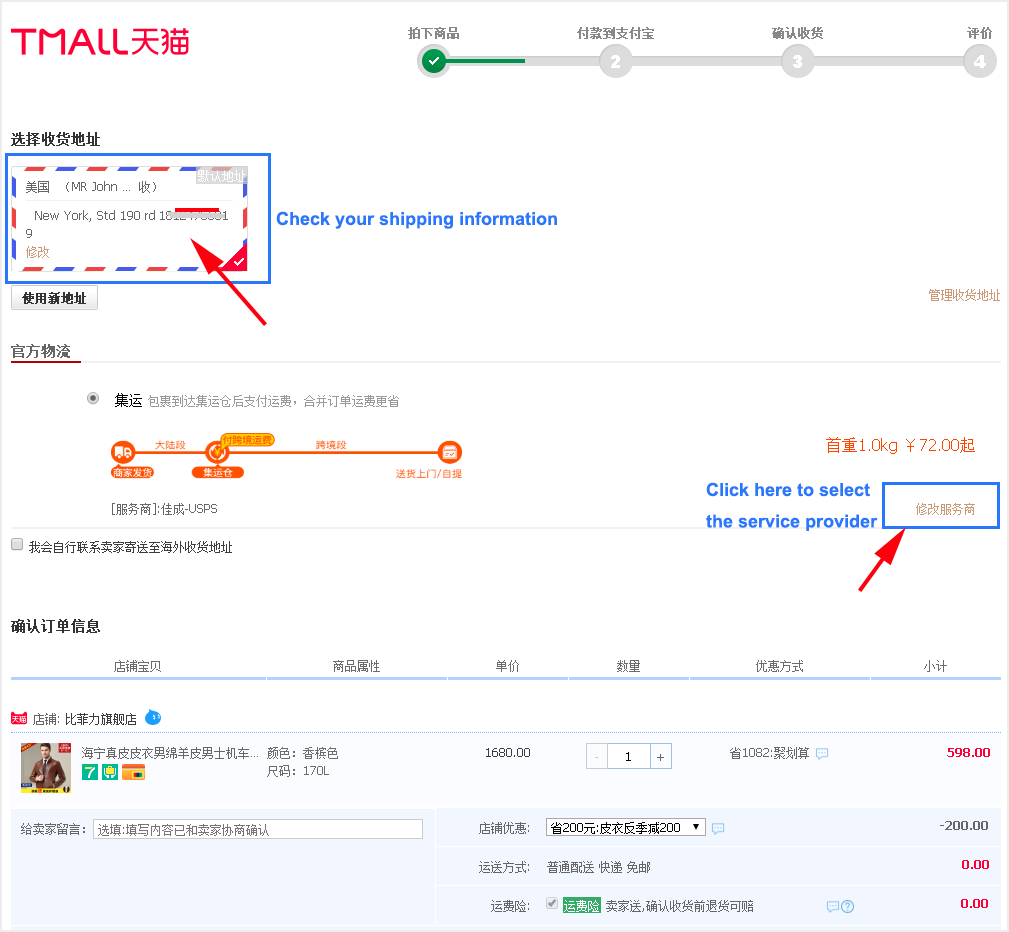 TMALL天猫
拍下商品
付款到支付宝
确认收货
评价
2
3
4
选择收货地址
默认地址
美国 （MR John ... 收）
New York, Std 190 rd
9
修改
Check your shipping information
使用新地址
管理收货地址
官方物流
集运 包裹到达集运仓后支付运费，合并订单运费更省
大陆段
付跨境运费
跨境段
商家发货
集运仓
送货上门/自提
首重1.0kg ￥72.00起
[服务商]:佳成-USPS
Click here to select
the service provider
修改服务商
我会自行联系卖家寄送至海外收货地址
确认订单信息
店铺宝贝 商品属性 单价 数量 优惠方式 小计
天猫 店铺: 比菲力旗舰店
海宁真皮皮衣男绵羊皮男士机车... 颜色：香槟色 1680.00 - 1 + 省1082:聚划算 598.00
7 尺码：170L
给卖家留言: 选填:填写内容已和卖家协商确认
店铺优惠: 省200元:皮衣反季减200 -200.00
运送方式: 普通配送 快递 免邮 0.00
运费险: 运费险 卖家送,确认收货前退货可赔 0.00